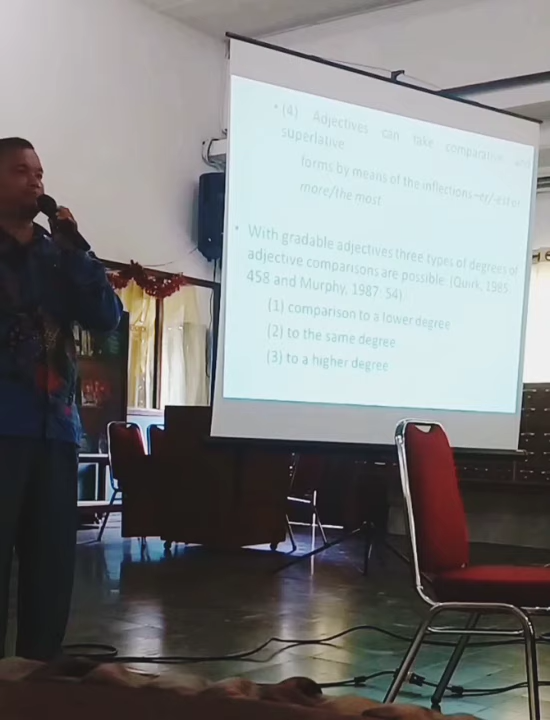 • (4) Adjectives can take comparative and
superlative
forms by means of the inflections –er/-est or
more/the most
• With gradable adjectives three types of degrees of
adjective comparisons are possible. (Quirk, 1985:
458 and Murphy, 1987: 54).
(1) comparison to a lower degree
(2) to the same degree
(3) to a higher degree